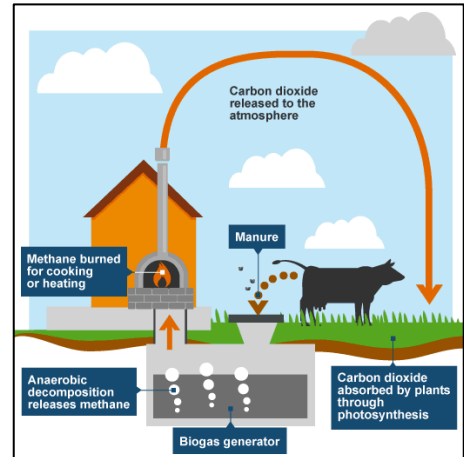 Carbon dioxide
released to the
atmosphere
Methane burned
for cooking
or heating
Manure
Anaerobic
decomposition
releases methane
Biogas generator
Carbon dioxide
absorbed by plants
through
photosynthesis